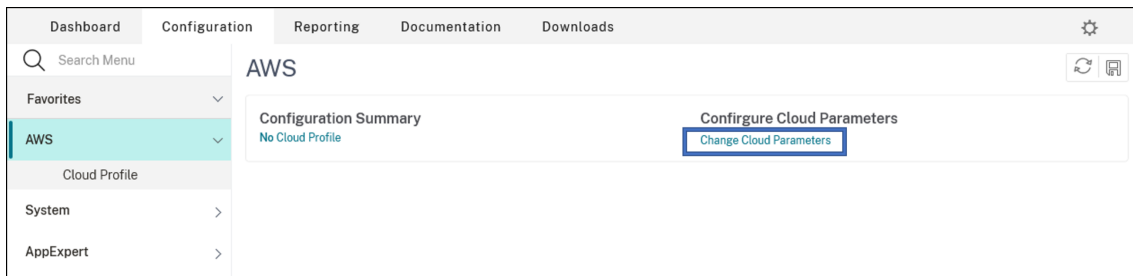 Dashboard Configuration Reporting Documentation Downloads
Search Menu
AWS
Favorites
Configuration Summary Confirgure Cloud Parameters
No Cloud Profile Change Cloud Parameters
AWS
Cloud Profile
System
AppExpert